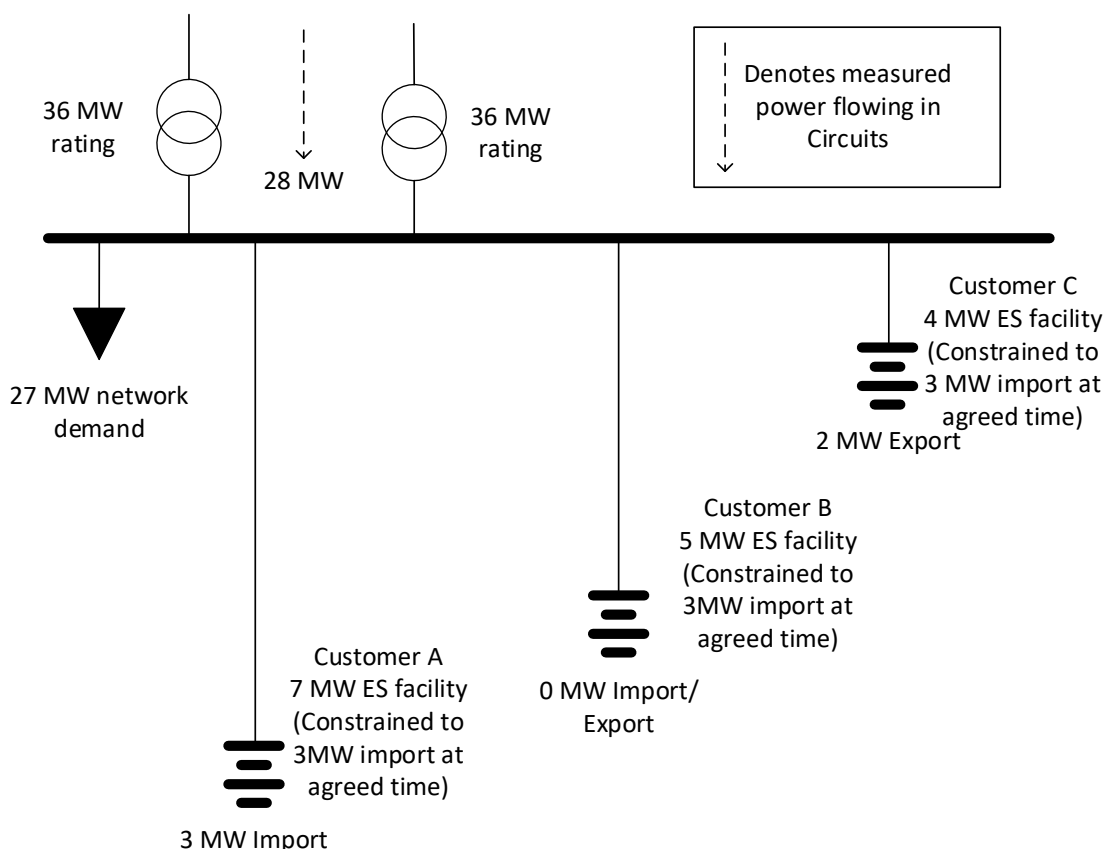 36 MW
rating
28 MW
36 MW
rating
Denotes measured
power flowing in
Circuits
27 MW network
demand
Customer C
4 MW ES facility
(Constrained to
3 MW import at
agreed time)
2 MW Export
Customer B
5 MW ES facility
(Constrained to
3MW import at
agreed time)
0 MW Import/
Export
Customer A
7 MW ES facility
(Constrained to
3MW import at
agreed time)
3 MW Import